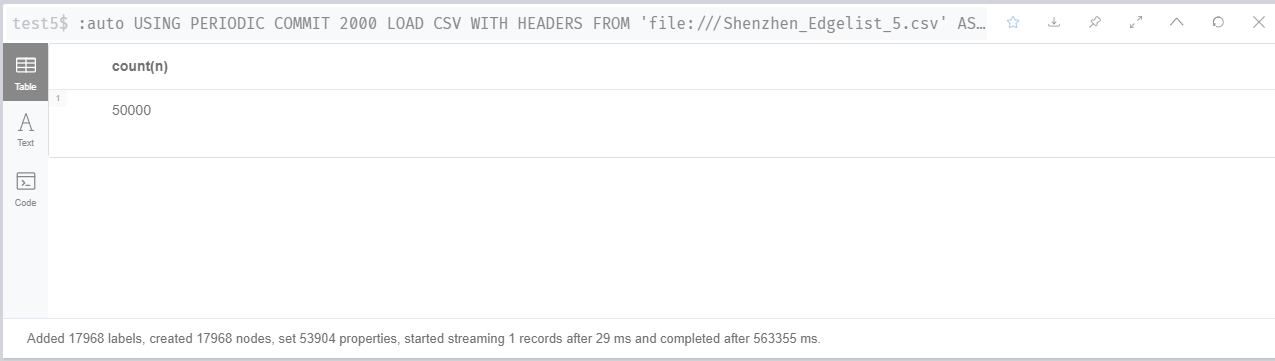 test5$ :auto USING PERIODIC COMMIT 2000 LOAD CSV WITH HEADERS FROM 'file:///Shenzhen_Edgelist_5.csv' AS…
Table
count(n)
1
50000
Text
Code
Added 17968 labels, created 17968 nodes, set 53904 properties, started streaming 1 records after 29 ms and completed after 563355 ms.